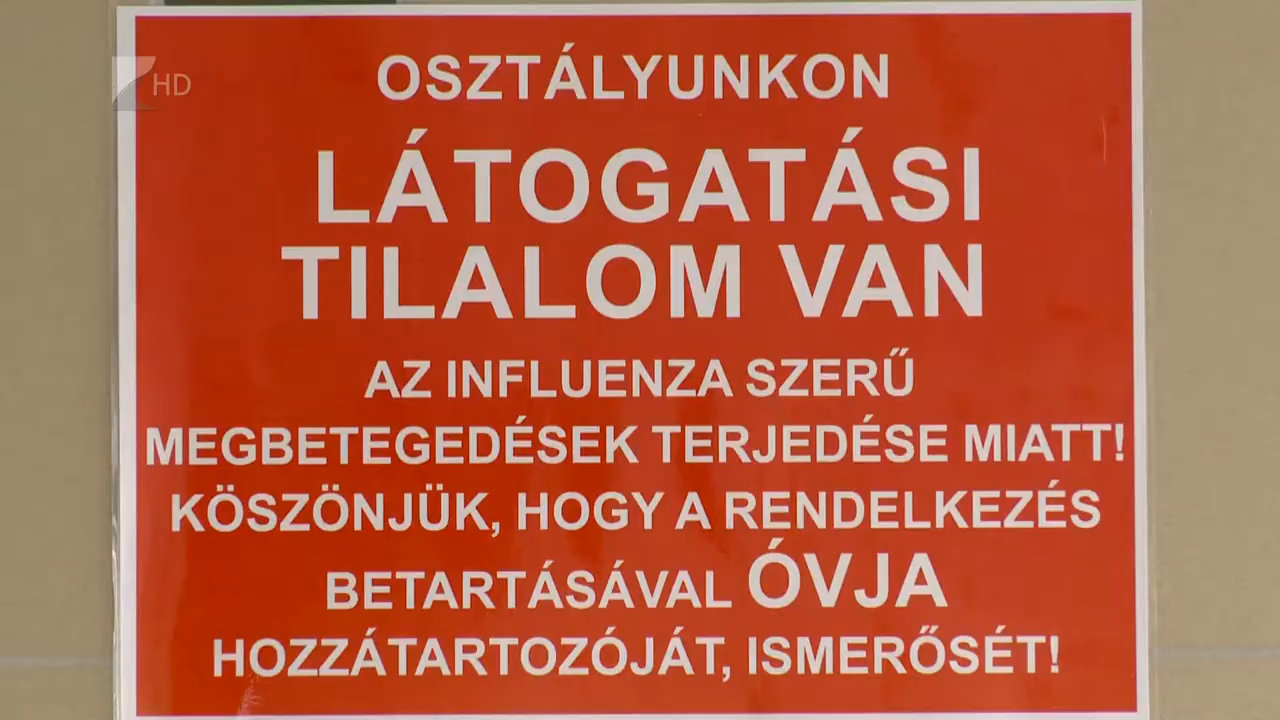 HD
OSZTÁLYUNKON
LÁTOGATÁSI
TILALOM VAN
AZ INFLUENZA SZERŰ
MEGBETEGEDÉSEK TERJEDÉSE MIATT!
KÖSZÖNJÜK, HOGY A RENDELKEZÉS
BETARTÁSÁVAL ÓVJA
HOZZÁTARTOZÓJÁT, ISMERŐSÉT!